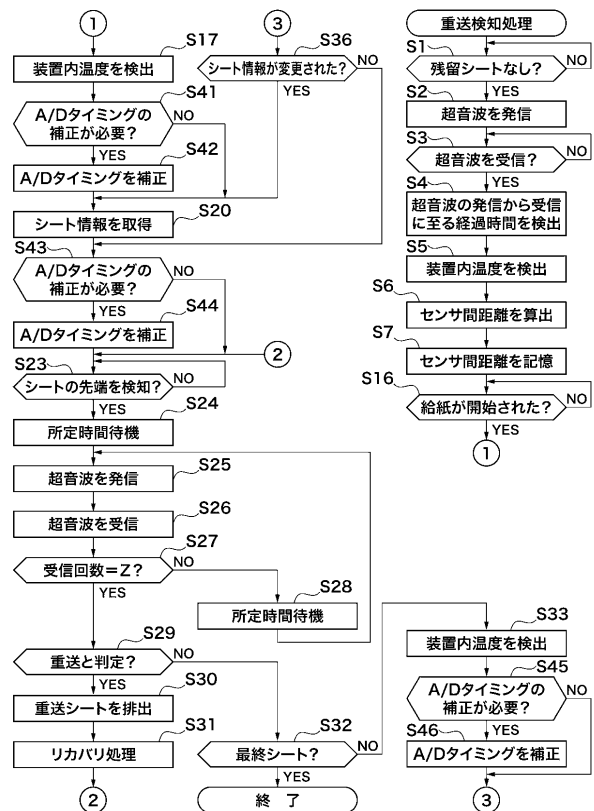 重送検知処理
S1
残留シートなし?
NO
YES
S2
超音波を発信
S3
超音波を受信?
NO
YES
S4
超音波の発信から受信
に至る経過時間を検出
S5
装置内温度を検出
S6
センサ間距離を算出
S7
センサ間距離を記憶
S16
給紙が開始された?
NO
YES
1
1
S17
装置内温度を検出
S41
A/Dタイミングの
補正が必要?
NO
YES
S42
A/Dタイミングを補正
3
S36
シート情報が変更された?
NO
YES
S20
シート情報を取得
S43
A/Dタイミングの
補正が必要?
NO
YES
S44
A/Dタイミングを補正
2
S23
シートの先端を検知?
NO
YES
S24
所定時間待機
S25
超音波を発信
S26
超音波を受信
S27
受信回数=Z?
NO
YES
S28
所定時間待機
S29
重送と判定?
NO
YES
S30
重送シートを排出
S31
リカバリ処理
2
S32
最終シート?
NO
YES
終 了
S33
装置内温度を検出
S45
A/Dタイミングの
補正が必要?
NO
YES
S46
A/Dタイミングを補正
3